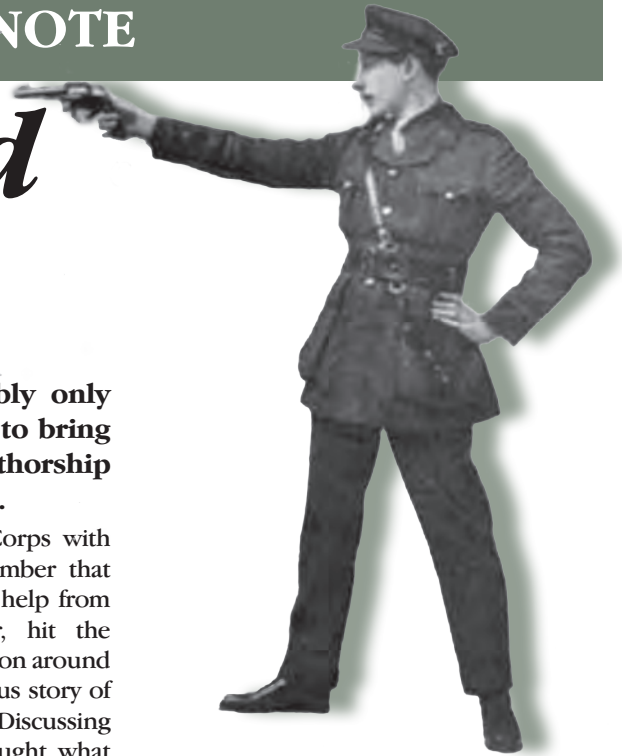 NOTE
d
bly only
to bring
thorship
.
Corps with
mber that
help from
r, hit the
on around
us story of
Discussing
ught what